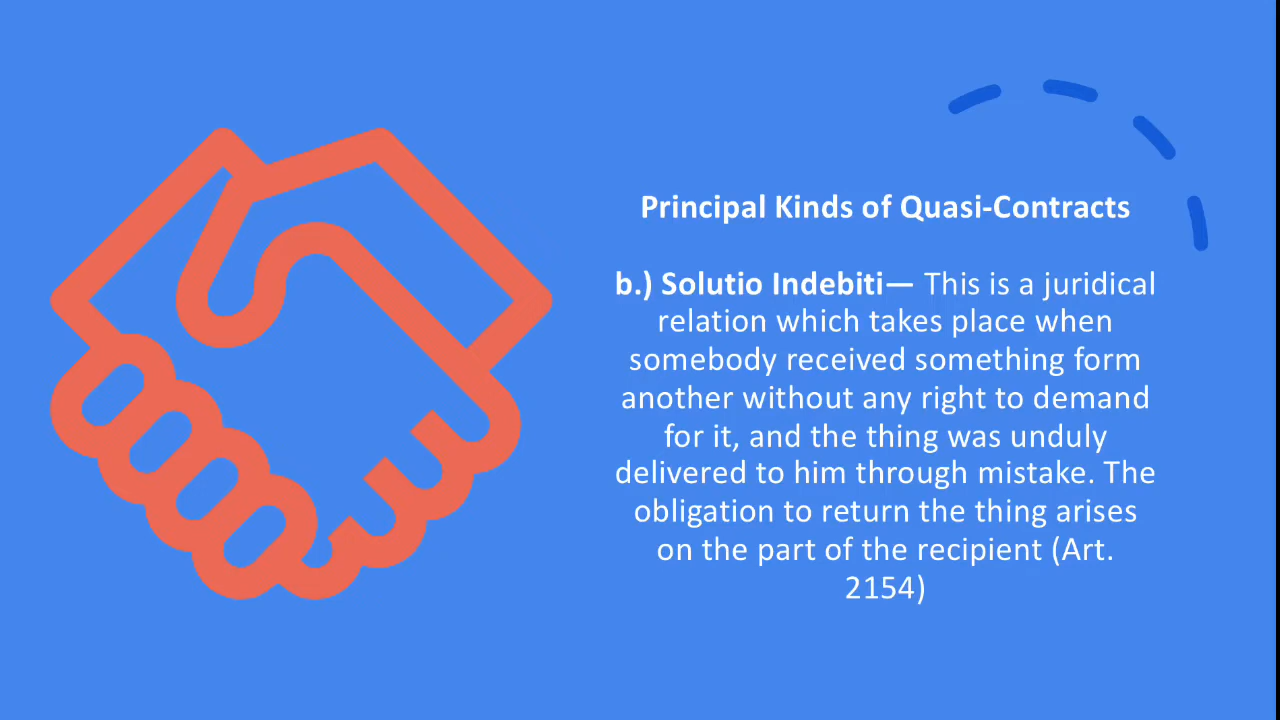 Principal Kinds of Quasi-Contracts
b.) Solutio Indebiti— This is a juridical
relation which takes place when
somebody received something form
another without any right to demand
for it, and the thing was unduly
delivered to him through mistake. The
obligation to return the thing arises
on the part of the recipient (Art.
2154)